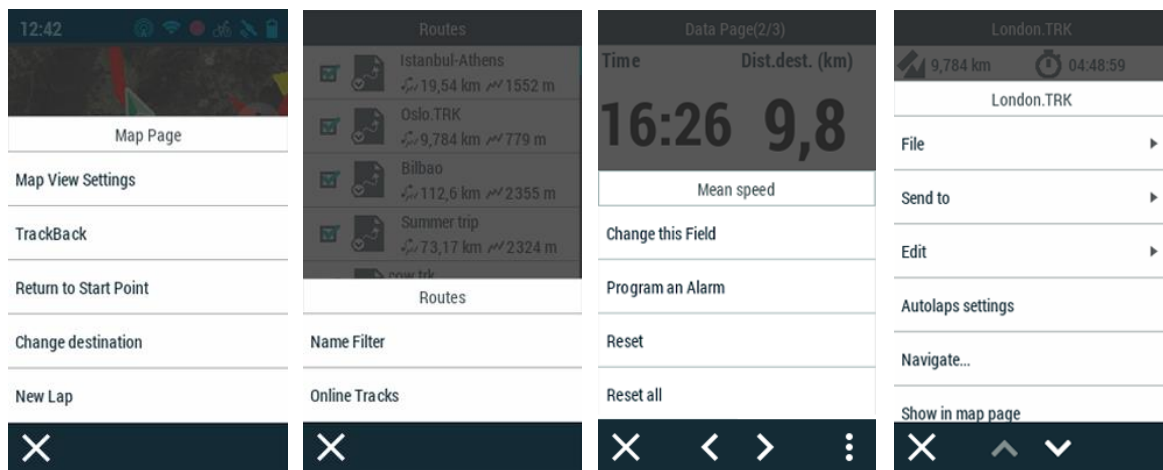 12:42
Map Page
Map View Settings
TrackBack
Return to Start Point
Change destination
New Lap
Routes
Istanbul-Athens
19,54 km 1552 m
Oslo.TRK
9,784 km 779 m
Bilbao
112,6 km 2355 m
Summer trip
73,17 km 2324 m
cow.trk
Routes
Name Filter
Online Tracks
Data Page(2/3)
Time Dist.dest. (km)
16:26 9,8
Mean speed
Change this Field
Program an Alarm
Reset
Reset all
London.TRK
9,784 km 04:48:59
London.TRK
File
Send to
Edit
Autolaps settings
Navigate...
Show in map page